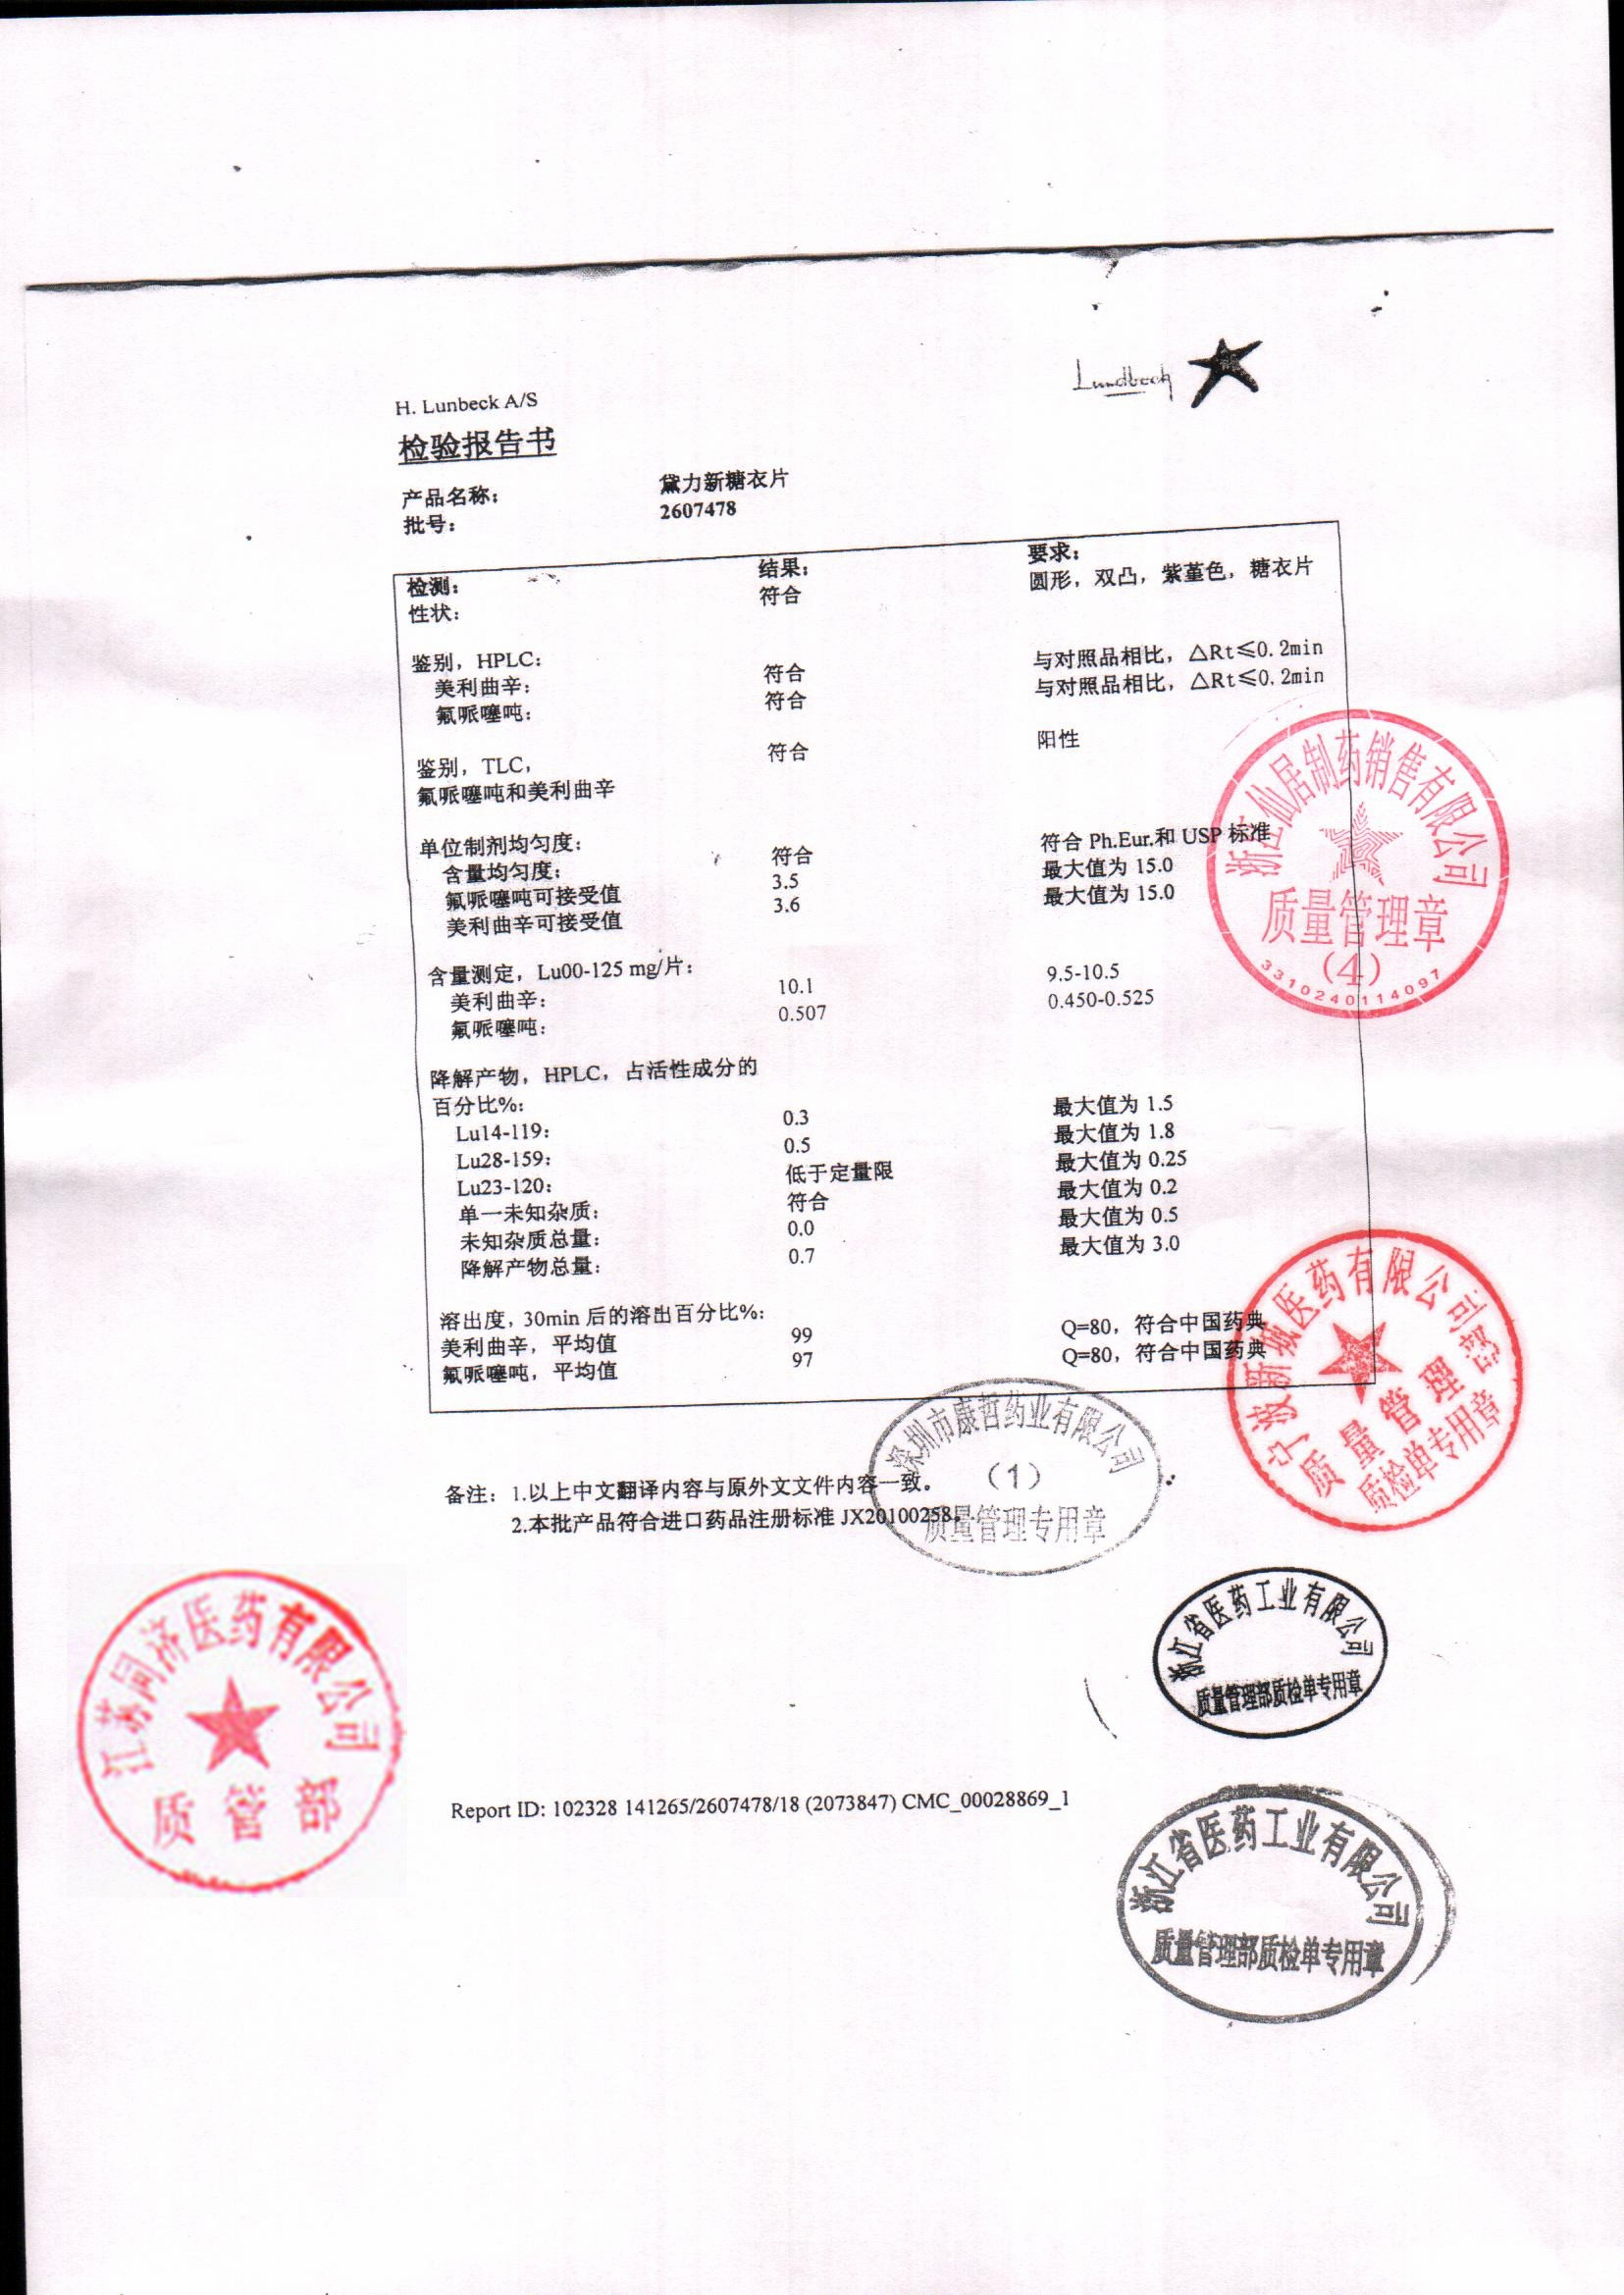 Lundbeck
H. Lunbeck A/S
检验报告书
产品名称: 黛力新糖衣片
批号: 2607478
检测: 结果: 要求:
性状: 符合 圆形，双凸，紫堇色，糖衣片
鉴别，HPLC:
美利曲辛: 符合 与对照品相比，△Rt≤0.2min
氟哌噻吨: 符合 与对照品相比，△Rt≤0.2min
鉴别，TLC， 符合 阳性
氟哌噻吨和美利曲辛
单位制剂均匀度:
含量均匀度: 符合 符合 Ph.Eur.和 USP 标准
氟哌噻吨可接受值 3.5 最大值为 15.0
美利曲辛可接受值 3.6 最大值为 15.0
含量测定，Lu00-125 mg/片:
美利曲辛: 10.1 9.5-10.5
氟哌噻吨: 0.507 0.450-0.525
降解产物，HPLC，占活性成分的
百分比%:
Lu14-119: 0.3 最大值为 1.5
Lu28-159: 0.5 最大值为 1.8
Lu23-120: 低于定量限 最大值为 0.25
单一未知杂质: 符合 最大值为 0.2
未知杂质总量: 0.0 最大值为 0.5
降解产物总量: 0.7 最大值为 3.0
溶出度，30min 后的溶出百分比%:
美利曲辛，平均值 99 Q=80，符合中国药典
氟哌噻吨，平均值 97 Q=80，符合中国药典
浙江仙居制药销售有限公司
质量管理章
（4）
3310240114097
宁波新城医药有限公司
质量管理部
质检单专用章
深圳市康哲药业有限公司
（1）
质量管理专用章
备注: 1.以上中文翻译内容与原外文文件内容一致。
2.本批产品符合进口药品注册标准 JX20100258。
江苏同济医药有限公司
质管部
浙江省医药工业有限公司
质量管理部质检单专用章
Report ID: 102328 141265/2607478/18 (2073847) CMC_00028869_1
浙江省医药工业有限公司
质量管理部质检单专用章